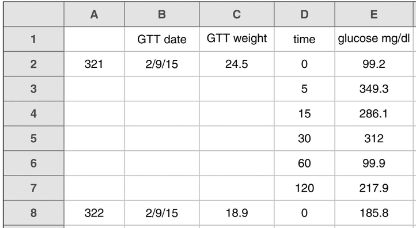 A B C D E
1 GTT date GTT weight time glucose mg/dl
2 321 2/9/15 24.5 0 99.2
3 5 349.3
4 15 286.1
5 30 312
6 60 99.9
7 120 217.9
8 322 2/9/15 18.9 0 185.8